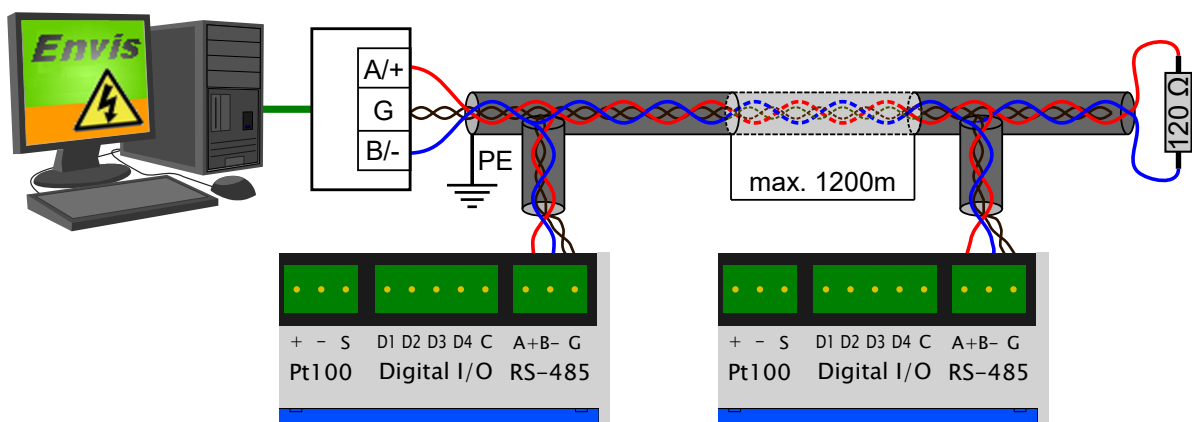 Envis
A/+
G
B/-
PE
max. 1200m
120 Ω
+ - S D1 D2 D3 D4 C A+B- G
Pt100 Digital I/O RS-485
+ - S D1 D2 D3 D4 C A+B- G
Pt100 Digital I/O RS-485